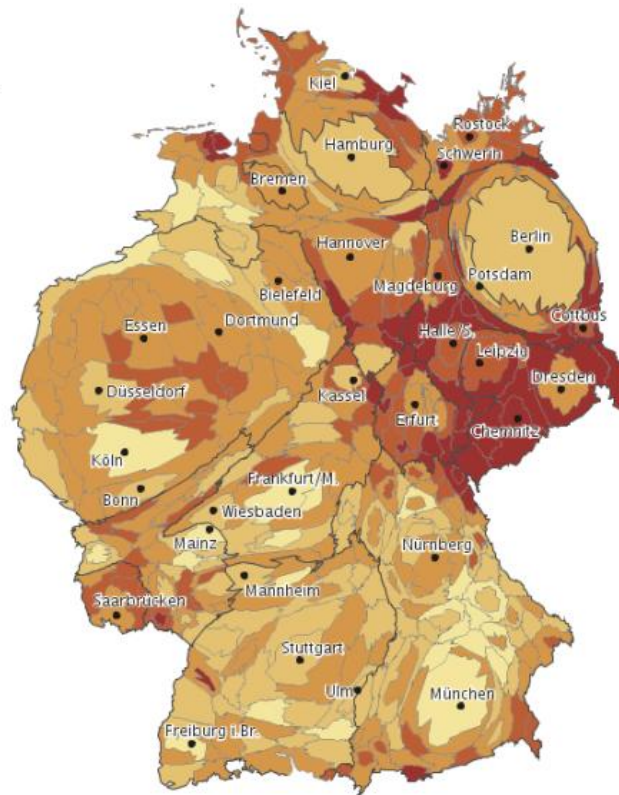 Kiel
Rostock
Hamburg
Schwerin
Bremen
Hannover
Berlin
Magdeburg
Potsdam
Bielefeld
Essen
Dortmund
Cottbus
Halle/S.
Leipzig
Düsseldorf
Kassel
Dresden
Erfurt
Chemnitz
Köln
Bonn
Frankfurt/M.
Wiesbaden
Mainz
Nürnberg
Mannheim
Saarbrücken
Stuttgart
Ulm
München
Freiburg i.Br.